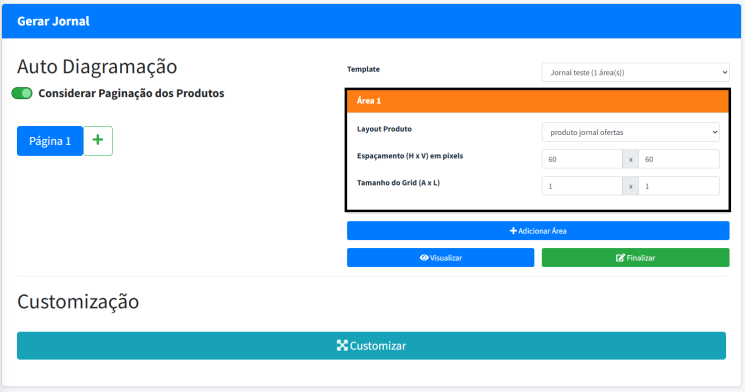 Gerar Jornal
Auto Diagramação
Considerar Paginação dos Produtos
Página 1 +
Template
Jornal teste (1 área(s))
Área 1
Layout Produto
produto jornal ofertas
Espaçamento (H x V) em pixels
60 x 60
Tamanho do Grid (A x L)
1 x 1
+ Adicionar Área
Visualizar
Finalizar
Customização
Customizar